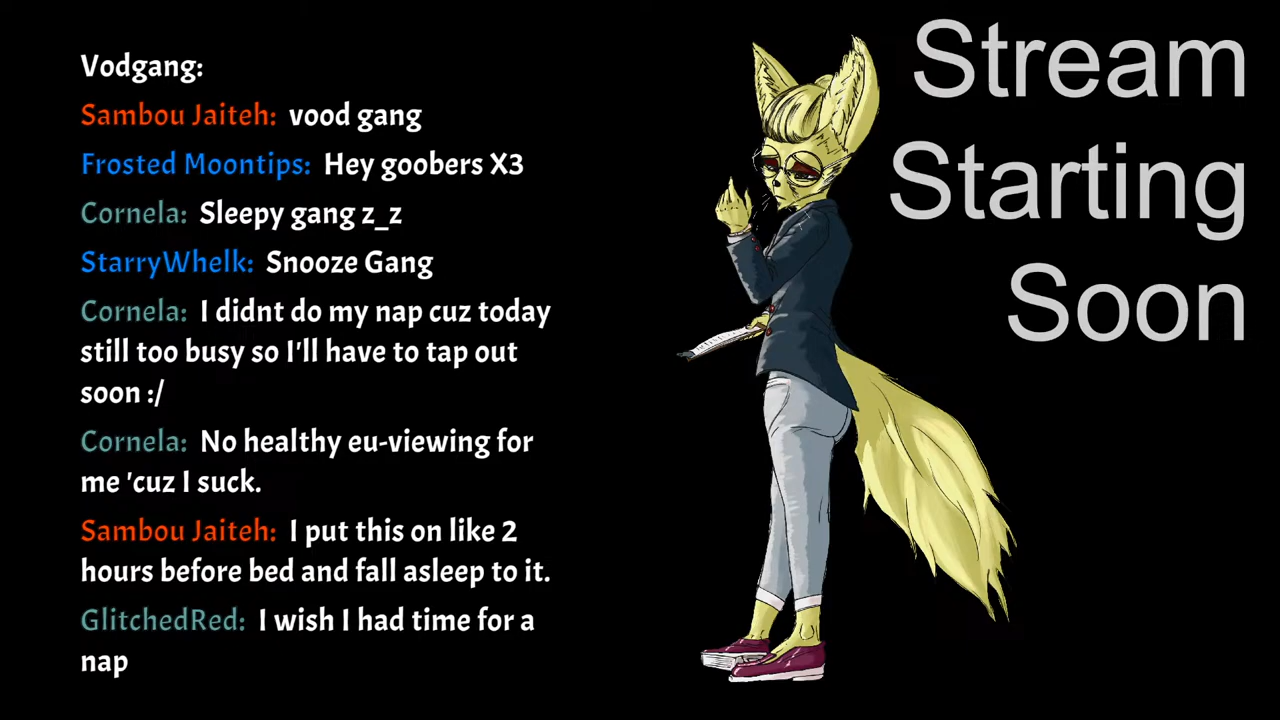 Vodgang:
Sambou Jaiteh: vood gang
Frosted Moontips: Hey goobers X3
Cornela: Sleepy gang z_z
StarryWhelk: Snooze Gang
Cornela: I didnt do my nap cuz today
still too busy so I'll have to tap out
soon :/
Cornela: No healthy eu-viewing for
me 'cuz I suck.
Sambou Jaiteh: I put this on like 2
hours before bed and fall asleep to it.
GlitchedRed: I wish I had time for a
nap
Stream
Starting
Soon